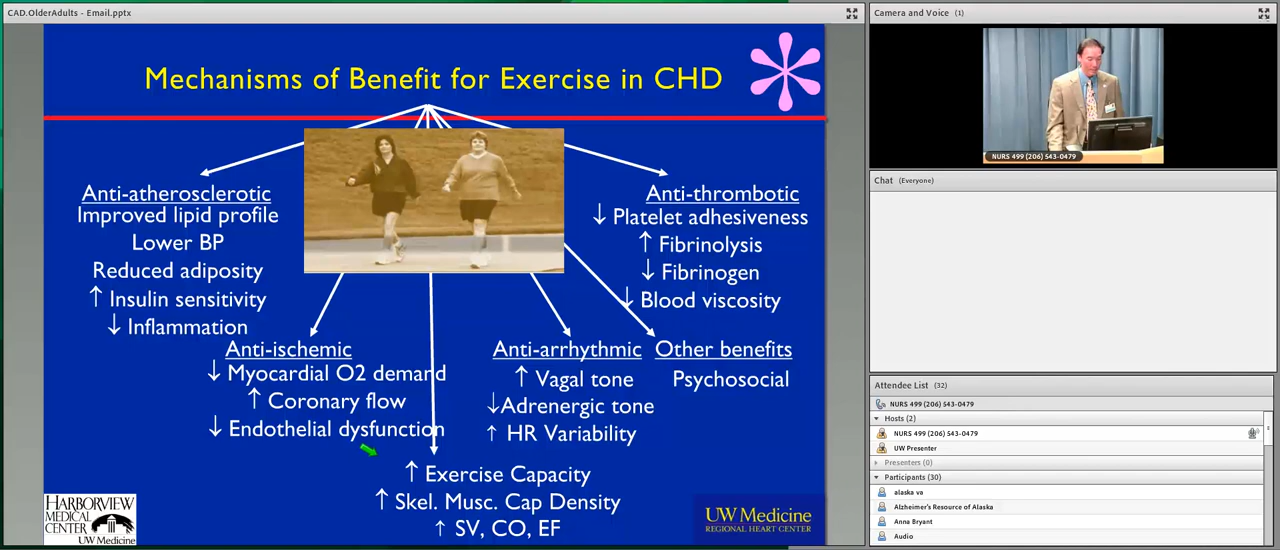 CAD.OlderAdults - Email.pptx
Mechanisms of Benefit for Exercise in CHD
Anti-atherosclerotic
Improved lipid profile
Lower BP
Reduced adiposity
↑ Insulin sensitivity
↓ Inflammation
Anti-thrombotic
↓ Platelet adhesiveness
↑ Fibrinolysis
↓ Fibrinogen
↓ Blood viscosity
Anti-ischemic
↓ Myocardial O2 demand
↑ Coronary flow
↓ Endothelial dysfunction
Anti-arrhythmic
↑ Vagal tone
↓Adrenergic tone
↑ HR Variability
Other benefits
Psychosocial
↑ Exercise Capacity
↑ Skel. Musc. Cap Density
↑ SV, CO, EF
HARBORVIEW
MEDICAL
CENTER
UW Medicine
UW Medicine
REGIONAL HEART CENTER
Camera and Voice (1)
NURS 499 (206) 543-0479
Chat (Everyone)
Attendee List (32)
NURS 499 (206) 543-0479
Hosts (2)
NURS 499 (206) 543-0479
UW Presenter
Presenters (0)
Participants (30)
alaska va
Alzheimer's Resource of Alaska
Anna Bryant
Audio